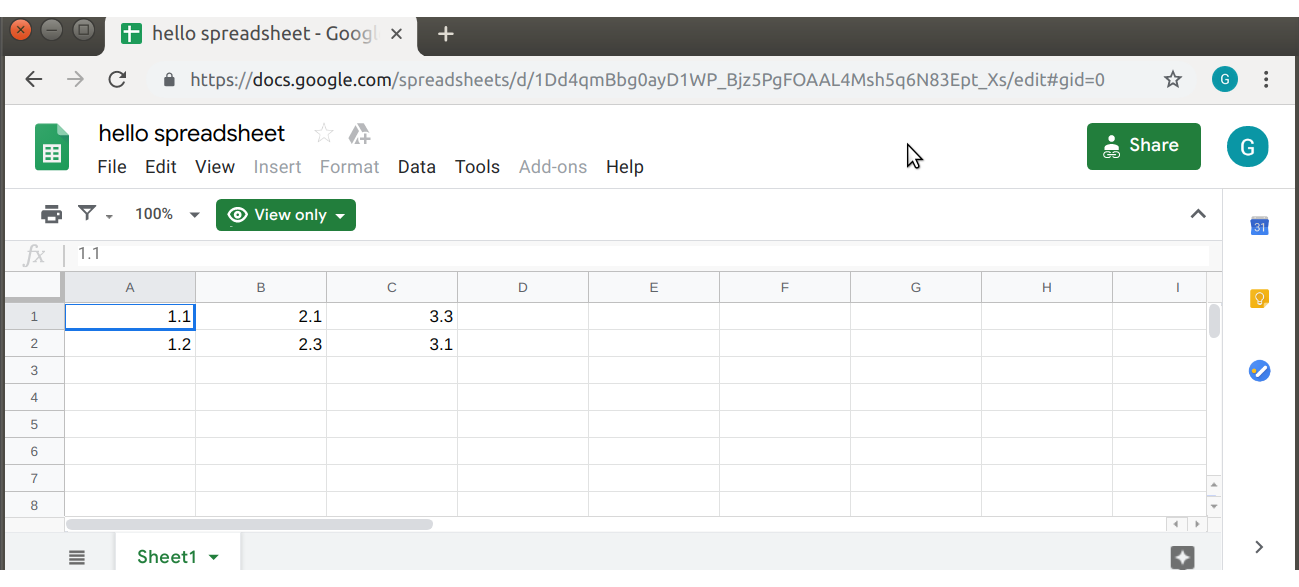 hello spreadsheet - Googl
https://docs.google.com/spreadsheets/d/1Dd4qmBbg0ayD1WP_Bjz5PgFOAAL4Msh5q6N83Ept_Xs/edit#gid=0 G
hello spreadsheet
File Edit View Insert Format Data Tools Add-ons Help
Share G
100% View only
31
fx 1.1
A B C D E F G H I
1 1.1 2.1 3.3
2 1.2 2.3 3.1
3
4
5
6
7
8
Sheet1